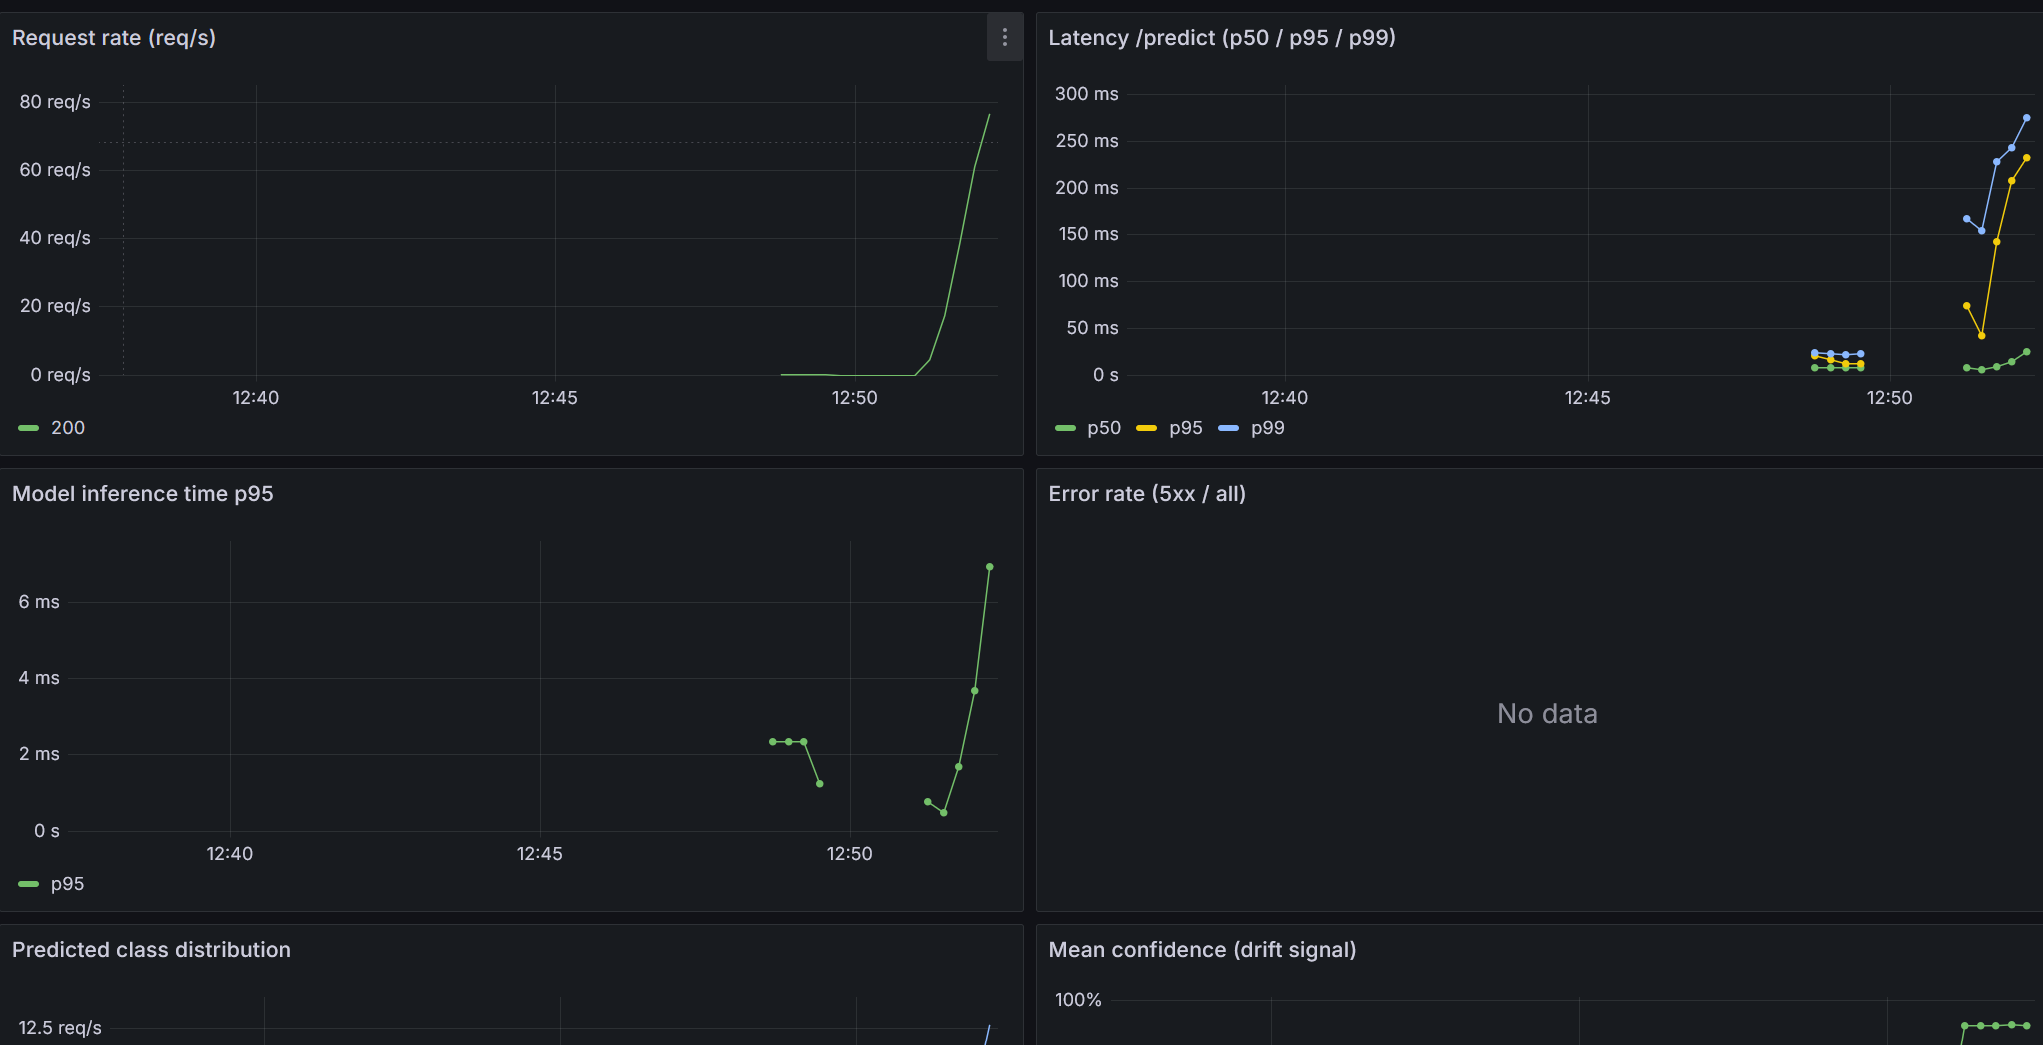 Request rate (req/s)
80 req/s
60 req/s
40 req/s
20 req/s
0 req/s
12:40 12:45 12:50
200
Latency /predict (p50 / p95 / p99)
300 ms
250 ms
200 ms
150 ms
100 ms
50 ms
0 s
12:40 12:45 12:50
p50 p95 p99
Model inference time p95
6 ms
4 ms
2 ms
0 s
12:40 12:45 12:50
p95
Error rate (5xx / all)
No data
Predicted class distribution
12.5 req/s
Mean confidence (drift signal)
100%